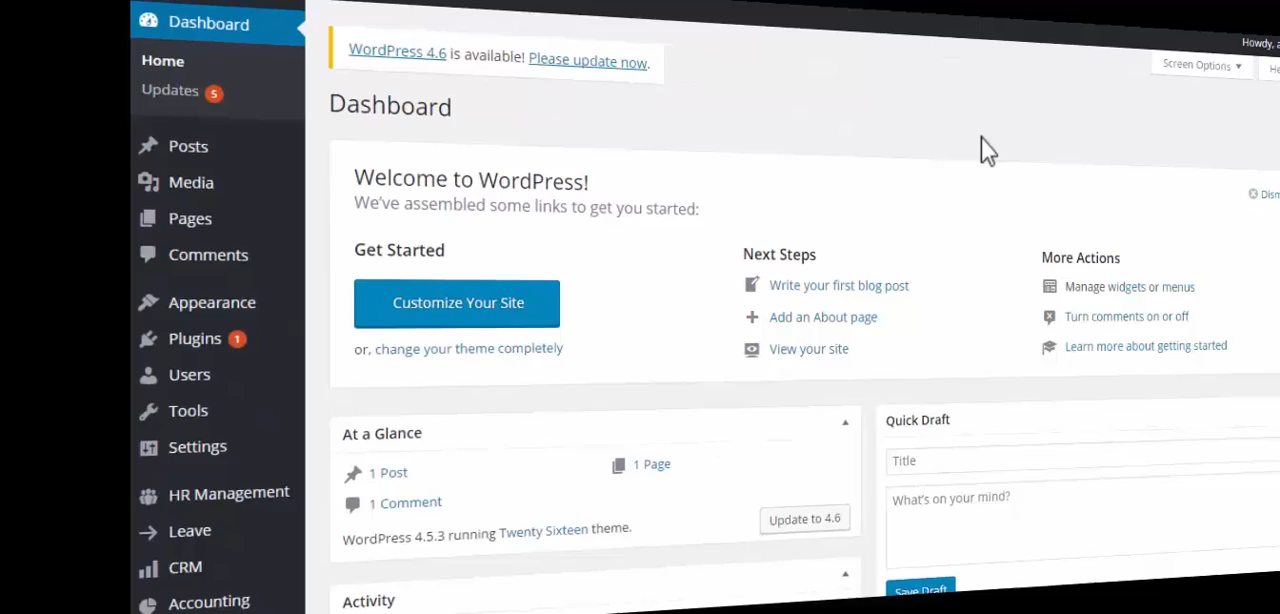 Dashboard
Home
Updates 5
Posts
Media
Pages
Comments
Appearance
Plugins 1
Users
Tools
Settings
HR Management
Leave
CRM
Accounting
Howdy, a
WordPress 4.6 is available! Please update now.
Screen Options
He
Dashboard
Welcome to WordPress!
We've assembled some links to get you started:
Dism
Get Started
Customize Your Site
or, change your theme completely
Next Steps
Write your first blog post
Add an About page
View your site
More Actions
Manage widgets or menus
Turn comments on or off
Learn more about getting started
At a Glance
1 Post
1 Page
1 Comment
WordPress 4.5.3 running Twenty Sixteen theme.
Update to 4.6
Activity
Quick Draft
Title
What's on your mind?
Save Draft